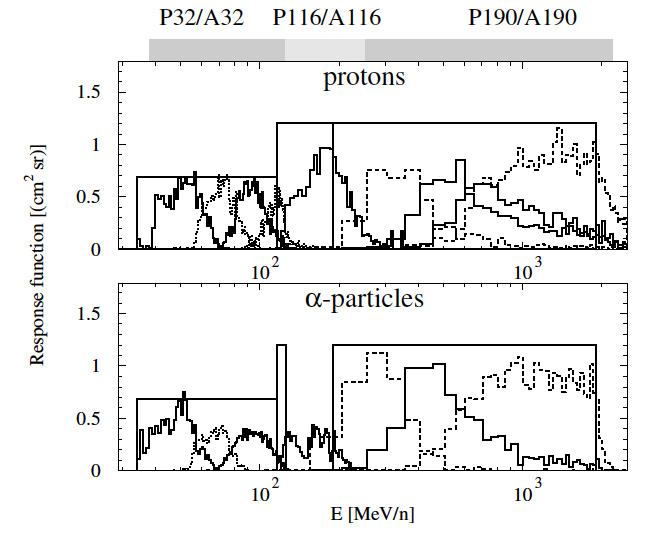 P32/A32 P116/A116 P190/A190
protons
1.5
1
0.5
0
10²
10³
Response function [(cm² sr)]
α-particles
1.5
1
0.5
0
10²
10³
E [MeV/n]